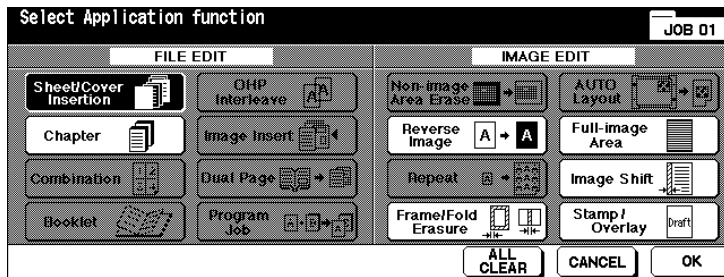 Select Application function
JOB 01
FILE EDIT
IMAGE EDIT
Sheet/Cover
Insertion
OHP
Interleave
Non-image
Area Erase
AUTO
Layout
Chapter
Image Insert
Reverse
Image
A
A
Full-image
Area
Combination
Dual Page
Repeat
Image Shift
Booklet
Program
Job
Frame/Fold
Erasure
Stamp/
Overlay
Draft
ALL
CLEAR
CANCEL
OK